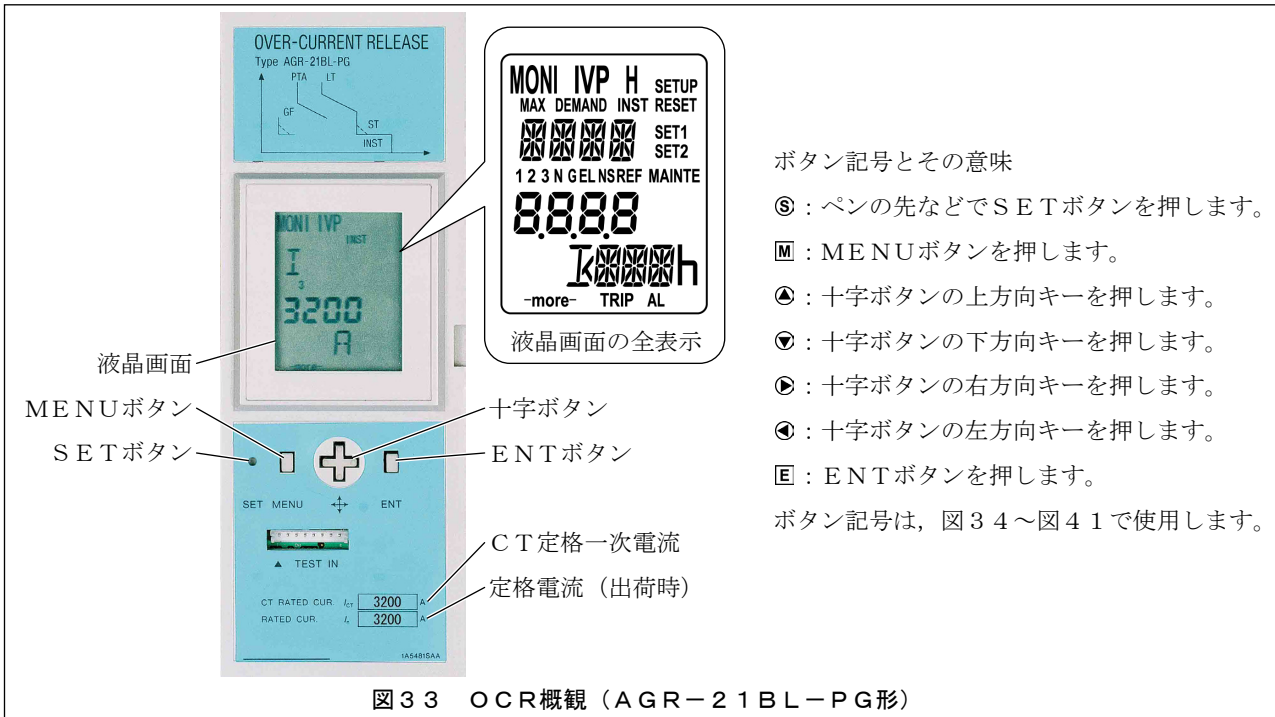 OVER-CURRENT RELEASE
Type AGR-21BL-PG
PTA LT
GF
ST
INST
MONI IVP
INST
I
3
3200
A
-more-
MONI IVP H SETUP
MAX DEMAND INST RESET
SET1
SET2
1 2 3 N G EL NS REF MAINTE
8.8.8.8
k h
-more- TRIP AL
液晶画面の全表示
液晶画面
MENUボタン
SETボタン
十字ボタン
ENTボタン
SET MENU ENT
▲ TEST IN
CT定格一次電流
定格電流(出荷時)
CT RATED CUR. ICT 3200 A
RATED CUR. In 3200 A
1A5481SAA
ボタン記号とその意味
Ⓢ:ペンの先などでSETボタンを押します。
M:MENUボタンを押します。
▲:十字ボタンの上方向キーを押します。
▼:十字ボタンの下方向キーを押します。
▶:十字ボタンの右方向キーを押します。
◀:十字ボタンの左方向キーを押します。
E:ENTボタンを押します。
ボタン記号は,図34~図41で使用します。
図33 OCR概観(AGR-21BL-PG形)